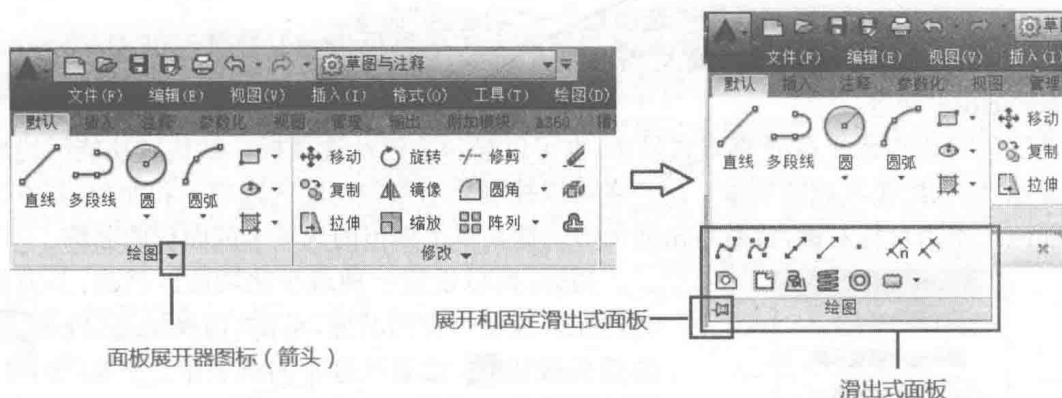 草图与注释
文件(F) 编辑(E) 视图(V) 插入(I) 格式(O) 工具(T) 绘图(D)
默认 插入 注释 参数化 视图 管理 输出 附加模块 A360
直线 多段线 圆 圆弧
移动 旋转 修剪
复制 镜像 圆角
拉伸 缩放 阵列
绘图 修改
面板展开器图标（箭头）
展开和固定滑出式面板
草
文件(F) 编辑(E) 视图(V) 插入(I)
默认 插入 注释 参数化 视图 管理
直线 多段线 圆 圆弧
移动
复制
拉伸
绘图
滑出式面板